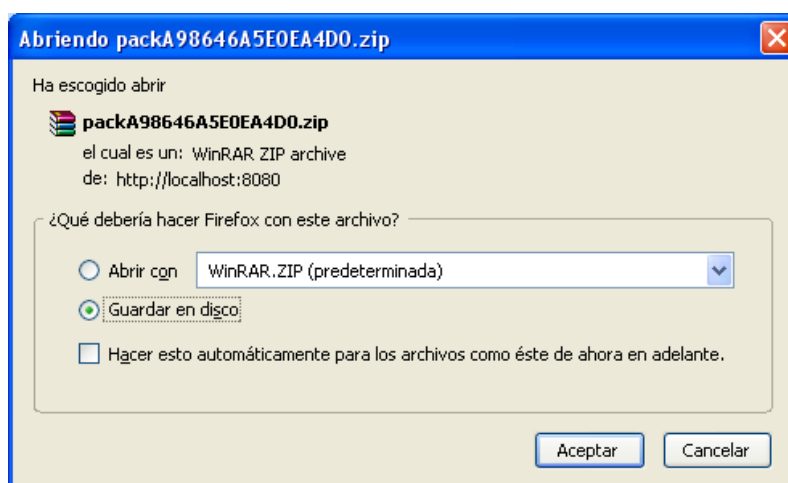 Abriendo packA98646A5E0EA4D0.zip
Ha escogido abrir
packA98646A5E0EA4D0.zip
el cual es un: WinRAR ZIP archive
de: http://localhost:8080
¿Qué debería hacer Firefox con este archivo?
Abrir con WinRAR.ZIP (predeterminada)
Guardar en disco
Hacer esto automáticamente para los archivos como éste de ahora en adelante.
Aceptar Cancelar